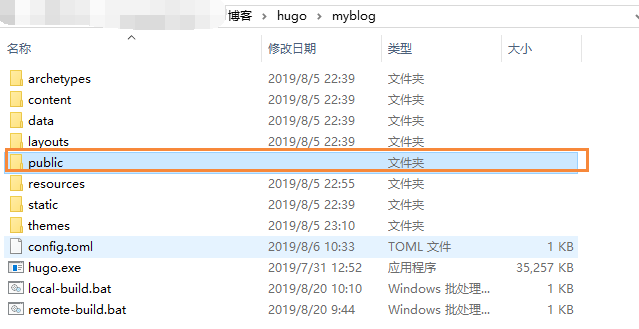 博客 > hugo > myblog
名称 修改日期 类型 大小
archetypes 2019/8/5 22:39 文件夹
content 2019/8/5 22:39 文件夹
data 2019/8/5 22:39 文件夹
layouts 2019/8/5 22:39 文件夹
public 文件夹
resources 2019/8/5 22:55 文件夹
static 2019/8/5 22:39 文件夹
themes 2019/8/5 23:10 文件夹
config.toml 2019/8/6 10:33 TOML 文件 1 KB
hugo.exe 2019/7/31 12:52 应用程序 35,257 KB
local-build.bat 2019/8/20 10:10 Windows 批处理... 1 KB
remote-build.bat 2019/8/20 9:44 Windows 批处理... 1 KB